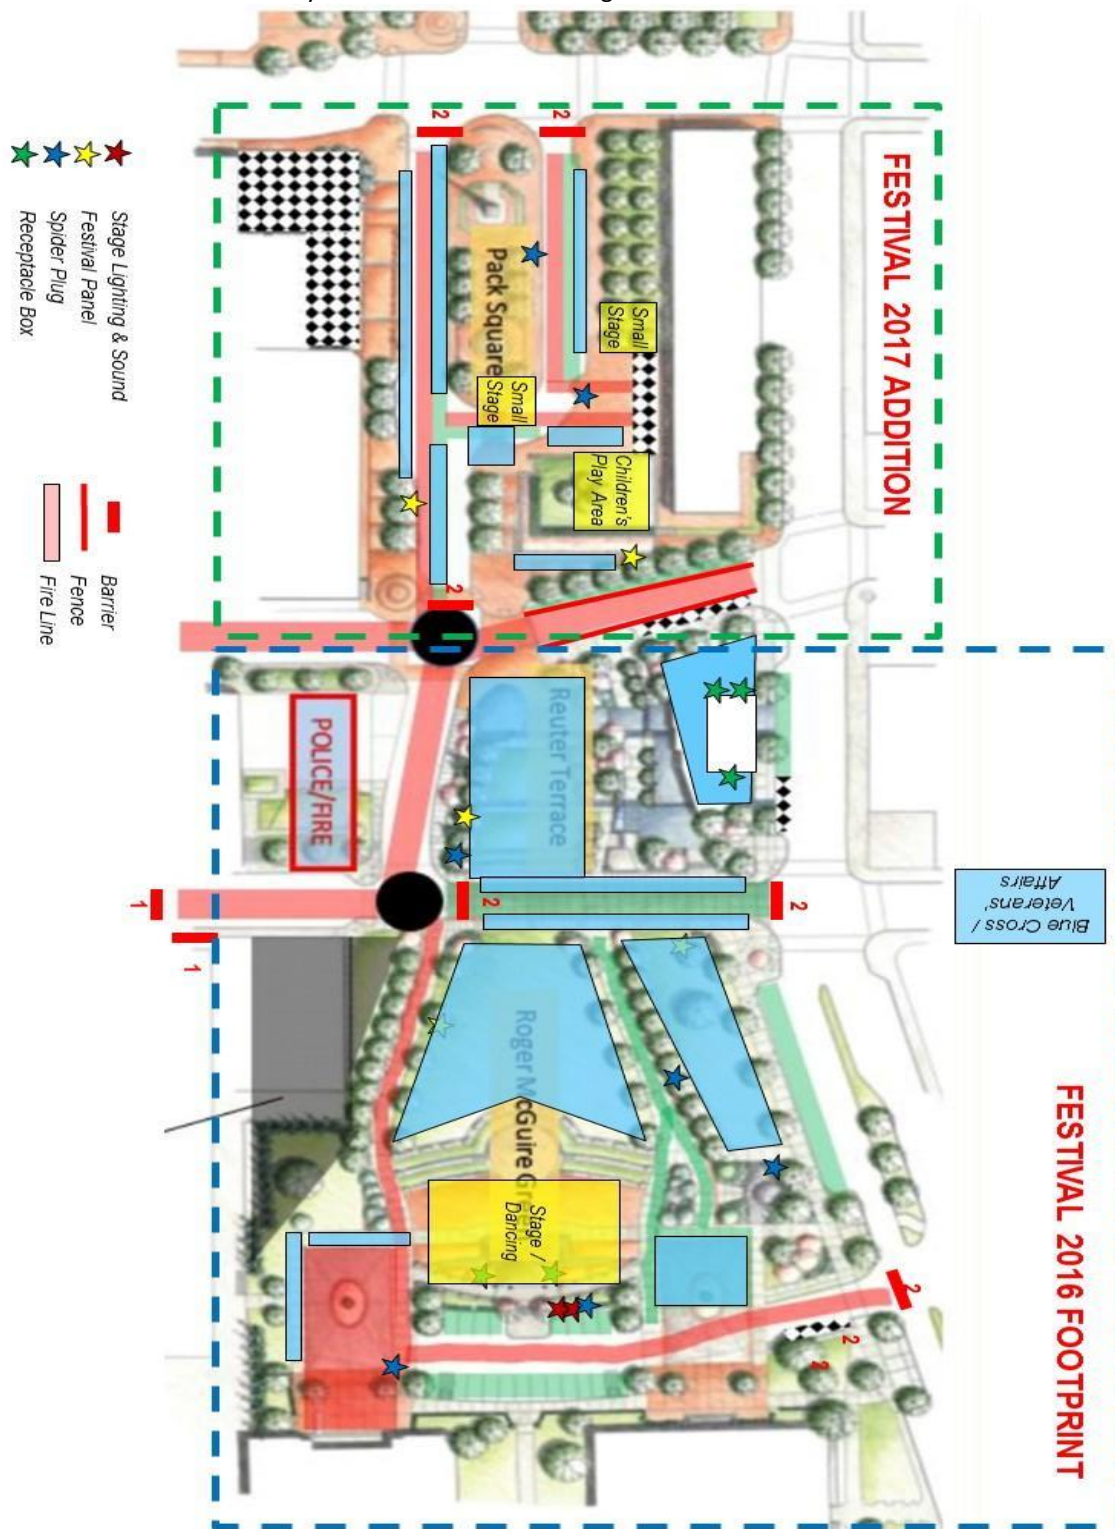 FESTIVAL 2017 ADDITION
2
2
Small
Stage
Pack Square
Small
Stage
Children's
Play Area
2
Stage Lighting & Sound
Festival Panel
Spider Plug
Receptacle Box
Barrier
Fence
Fire Line
FESTIVAL 2016 FOOTPRINT
Reuter Terrace
POLICE/FIRE
Blue Cross /
Veterans'
Affairs
2
2
1
1
Roger McGuire Green
Stage /
Dancing
2
2
2